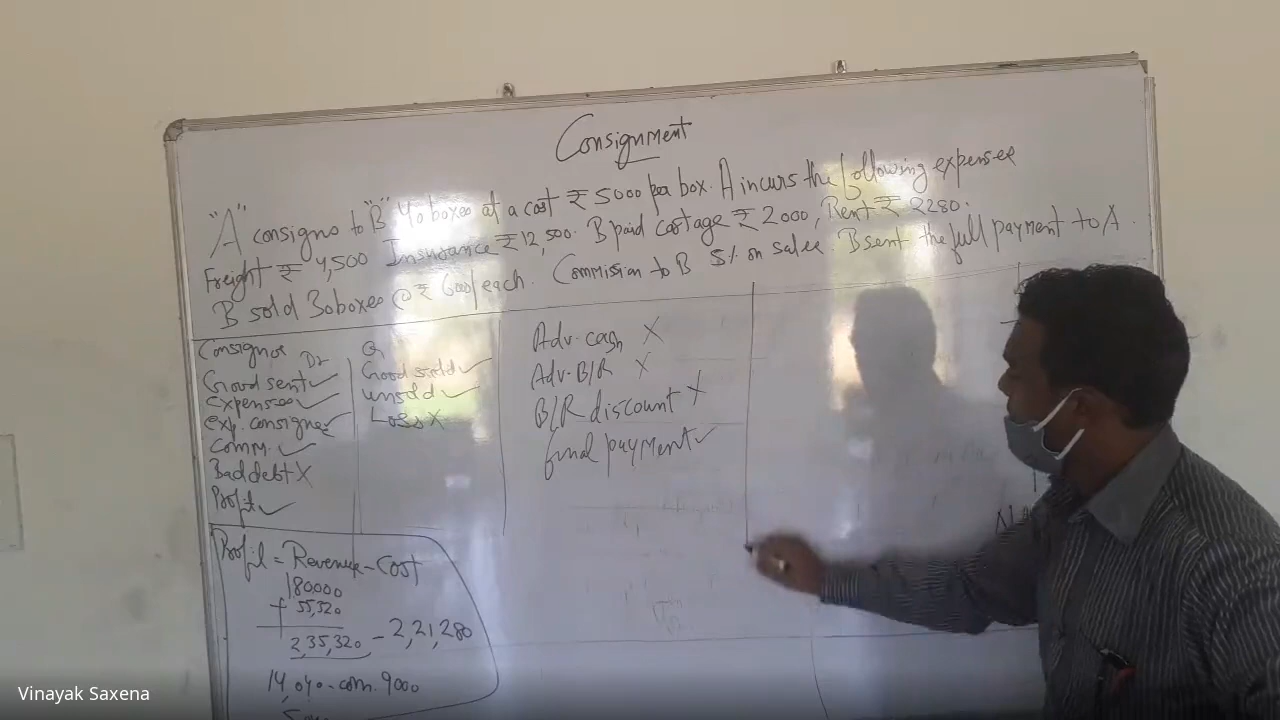 Consignment
"A" consigns to "B" 40 boxes at a cost ₹ 5000 per box. A incurs the following expenses
Freight ₹ 4,500 Insurance ₹ 12,500. B paid cartage ₹ 2000, Rent ₹ 2280.
B sold 30 boxes @ ₹ 6000/each. Commission to B 5% on sales. B sent the full payment to A.
Consignor Dr
Good sent ✓
Expenses ✓
exp. consignee
Comm. ✓
Bad debt X
Profit ✓
Cr
Good sold ✓
unsold ✓
Loss X
Adv. cash X
Adv. B/R X
B/R discount X
final payment ✓
Profit = Revenue - Cost
180,000
+ 55,320
2,35,320 - 2,21,280
14,040 - com. 9000
Vinayak Saxena